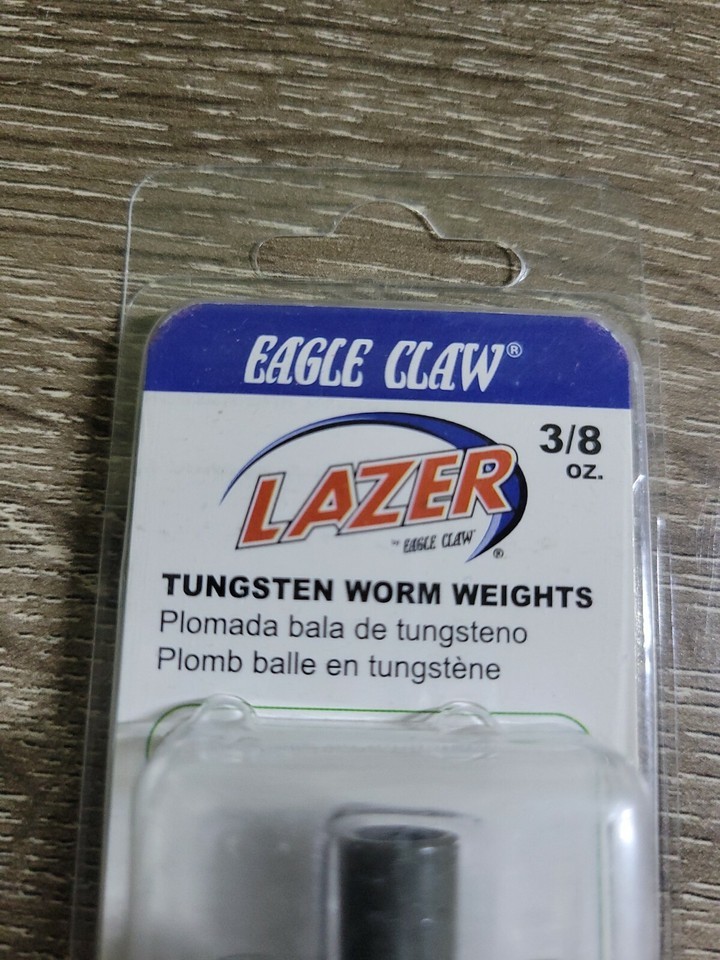 EAGLE CLAW®
3/8
oz.
LAZER
by EAGLE CLAW®
TUNGSTEN WORM WEIGHTS
Plomada bala de tungsteno
Plomb balle en tungstène